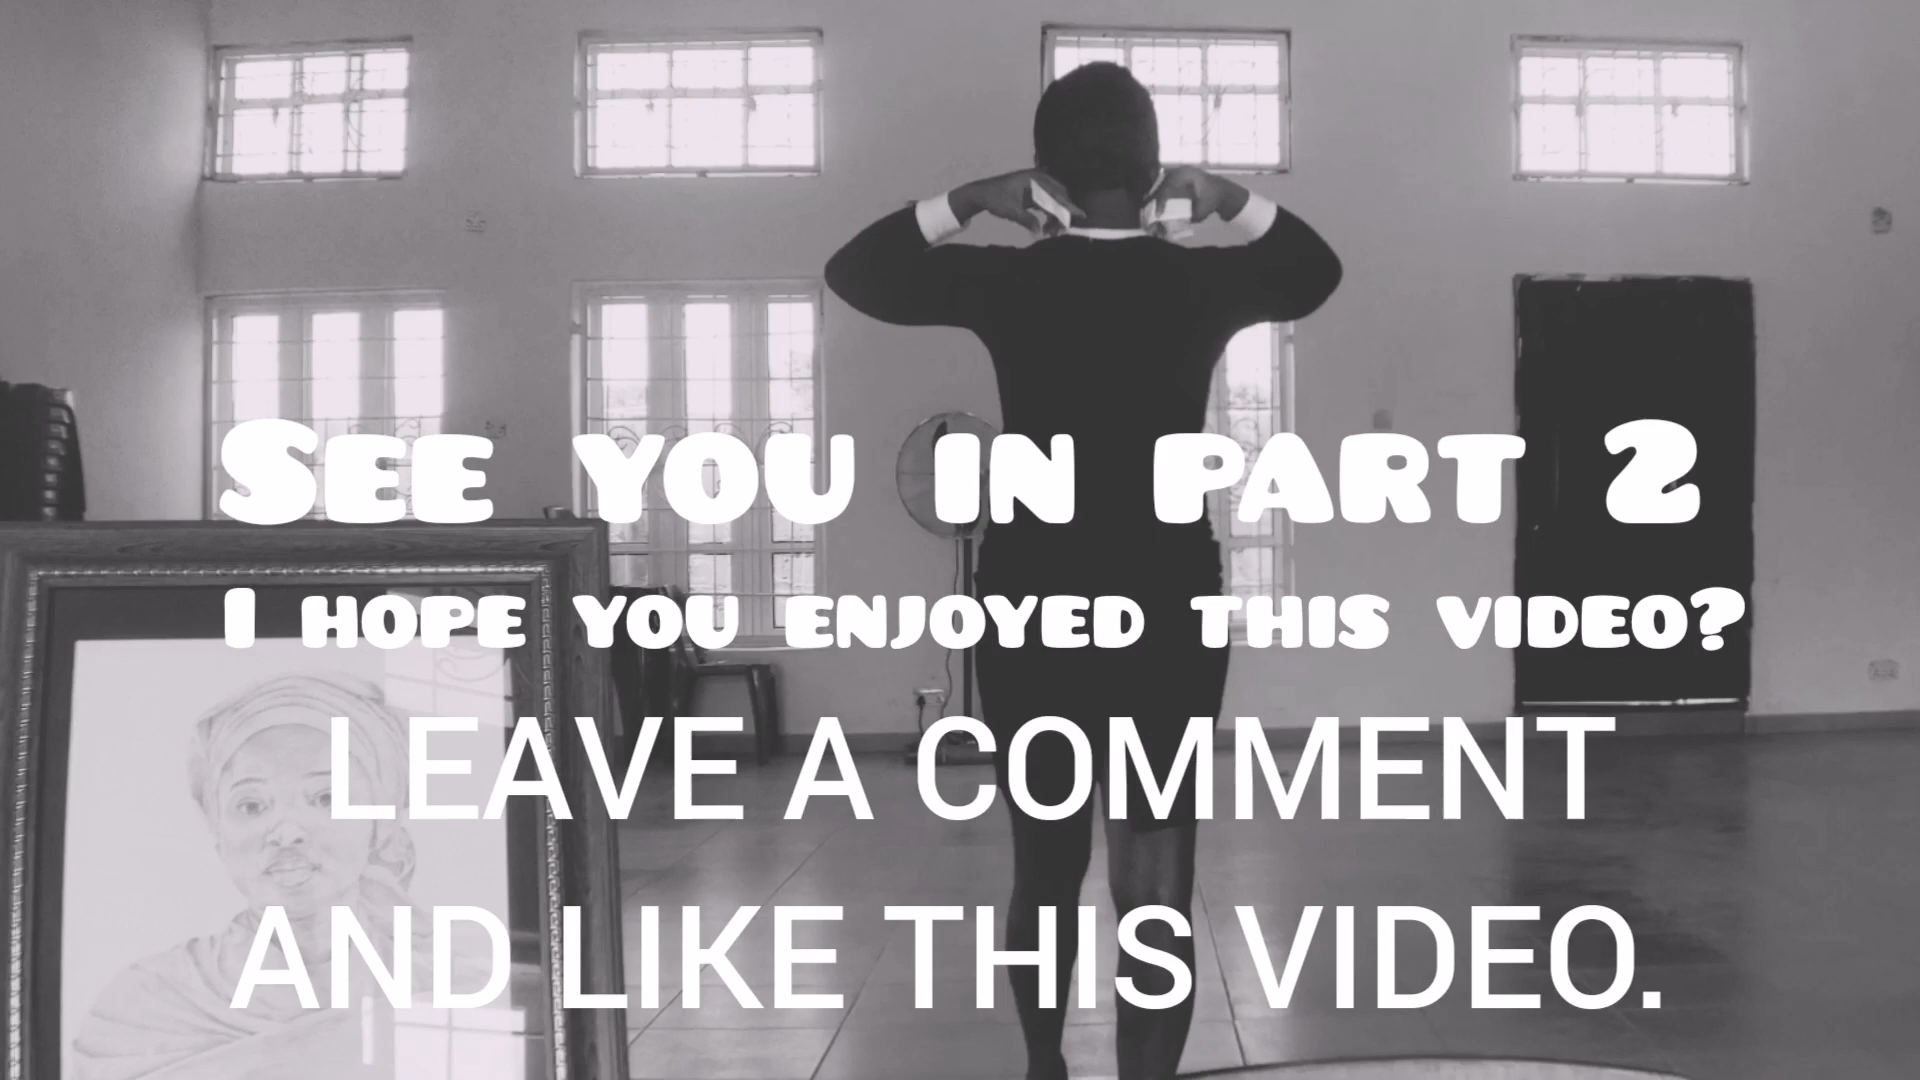 See you in part 2
I hope you enjoyed this video?
LEAVE A COMMENT
AND LIKE THIS VIDEO.